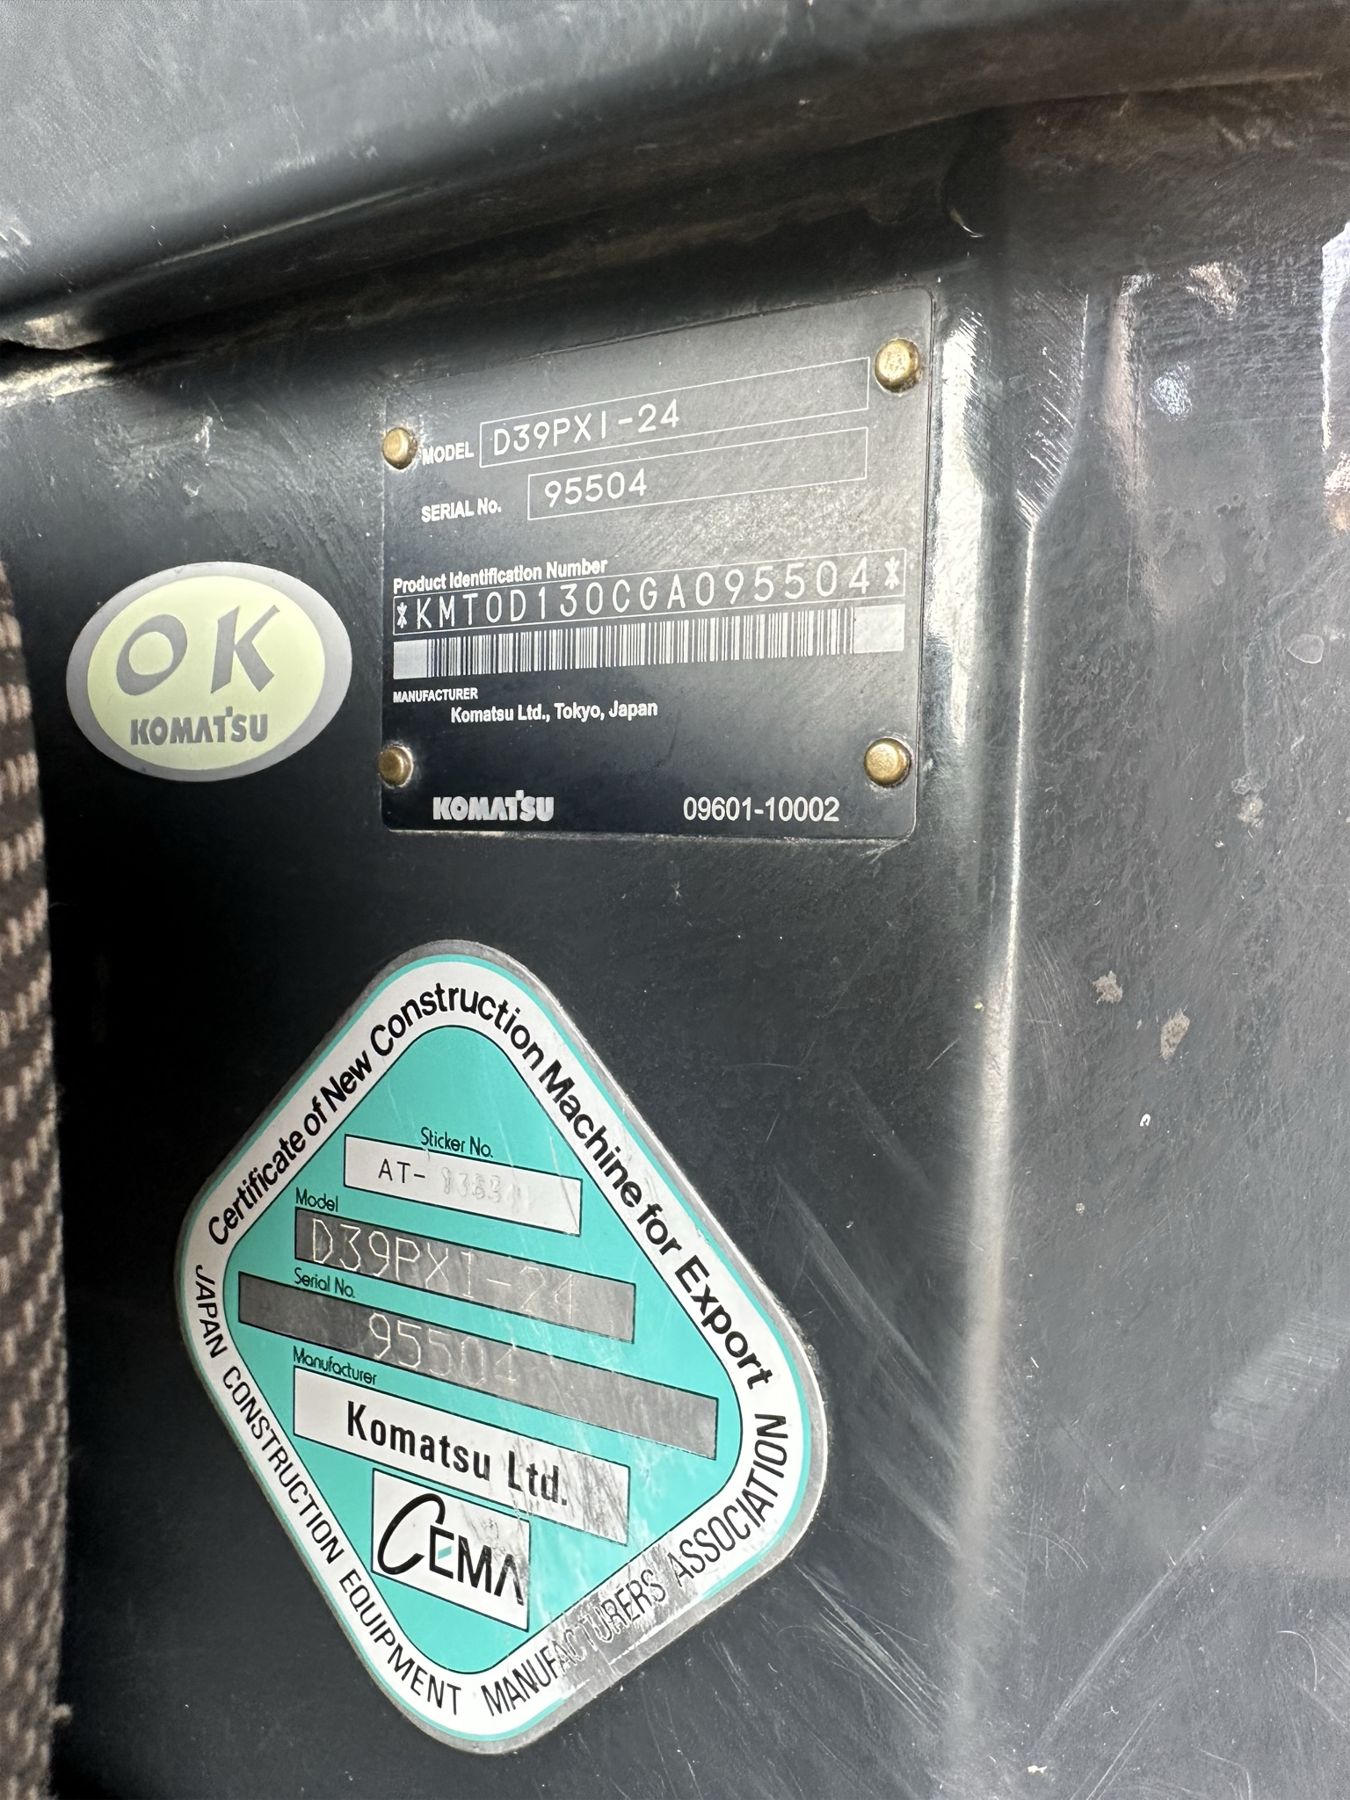 MODEL D39PXI-24
SERIAL No. 95504
Product Identification Number
*KMT0D130CGA095504*
MANUFACTURER
Komatsu Ltd., Tokyo, Japan
KOMATSU 09601-10002
OK
KOMATSU
Certificate of New Construction Machine for Export
Sticker No.
AT-
Model
D39PXI-24
Serial No.
95504
Manufacturer
Komatsu Ltd.
CEMA
JAPAN CONSTRUCTION EQUIPMENT MANUFACTURERS ASSOCIATION